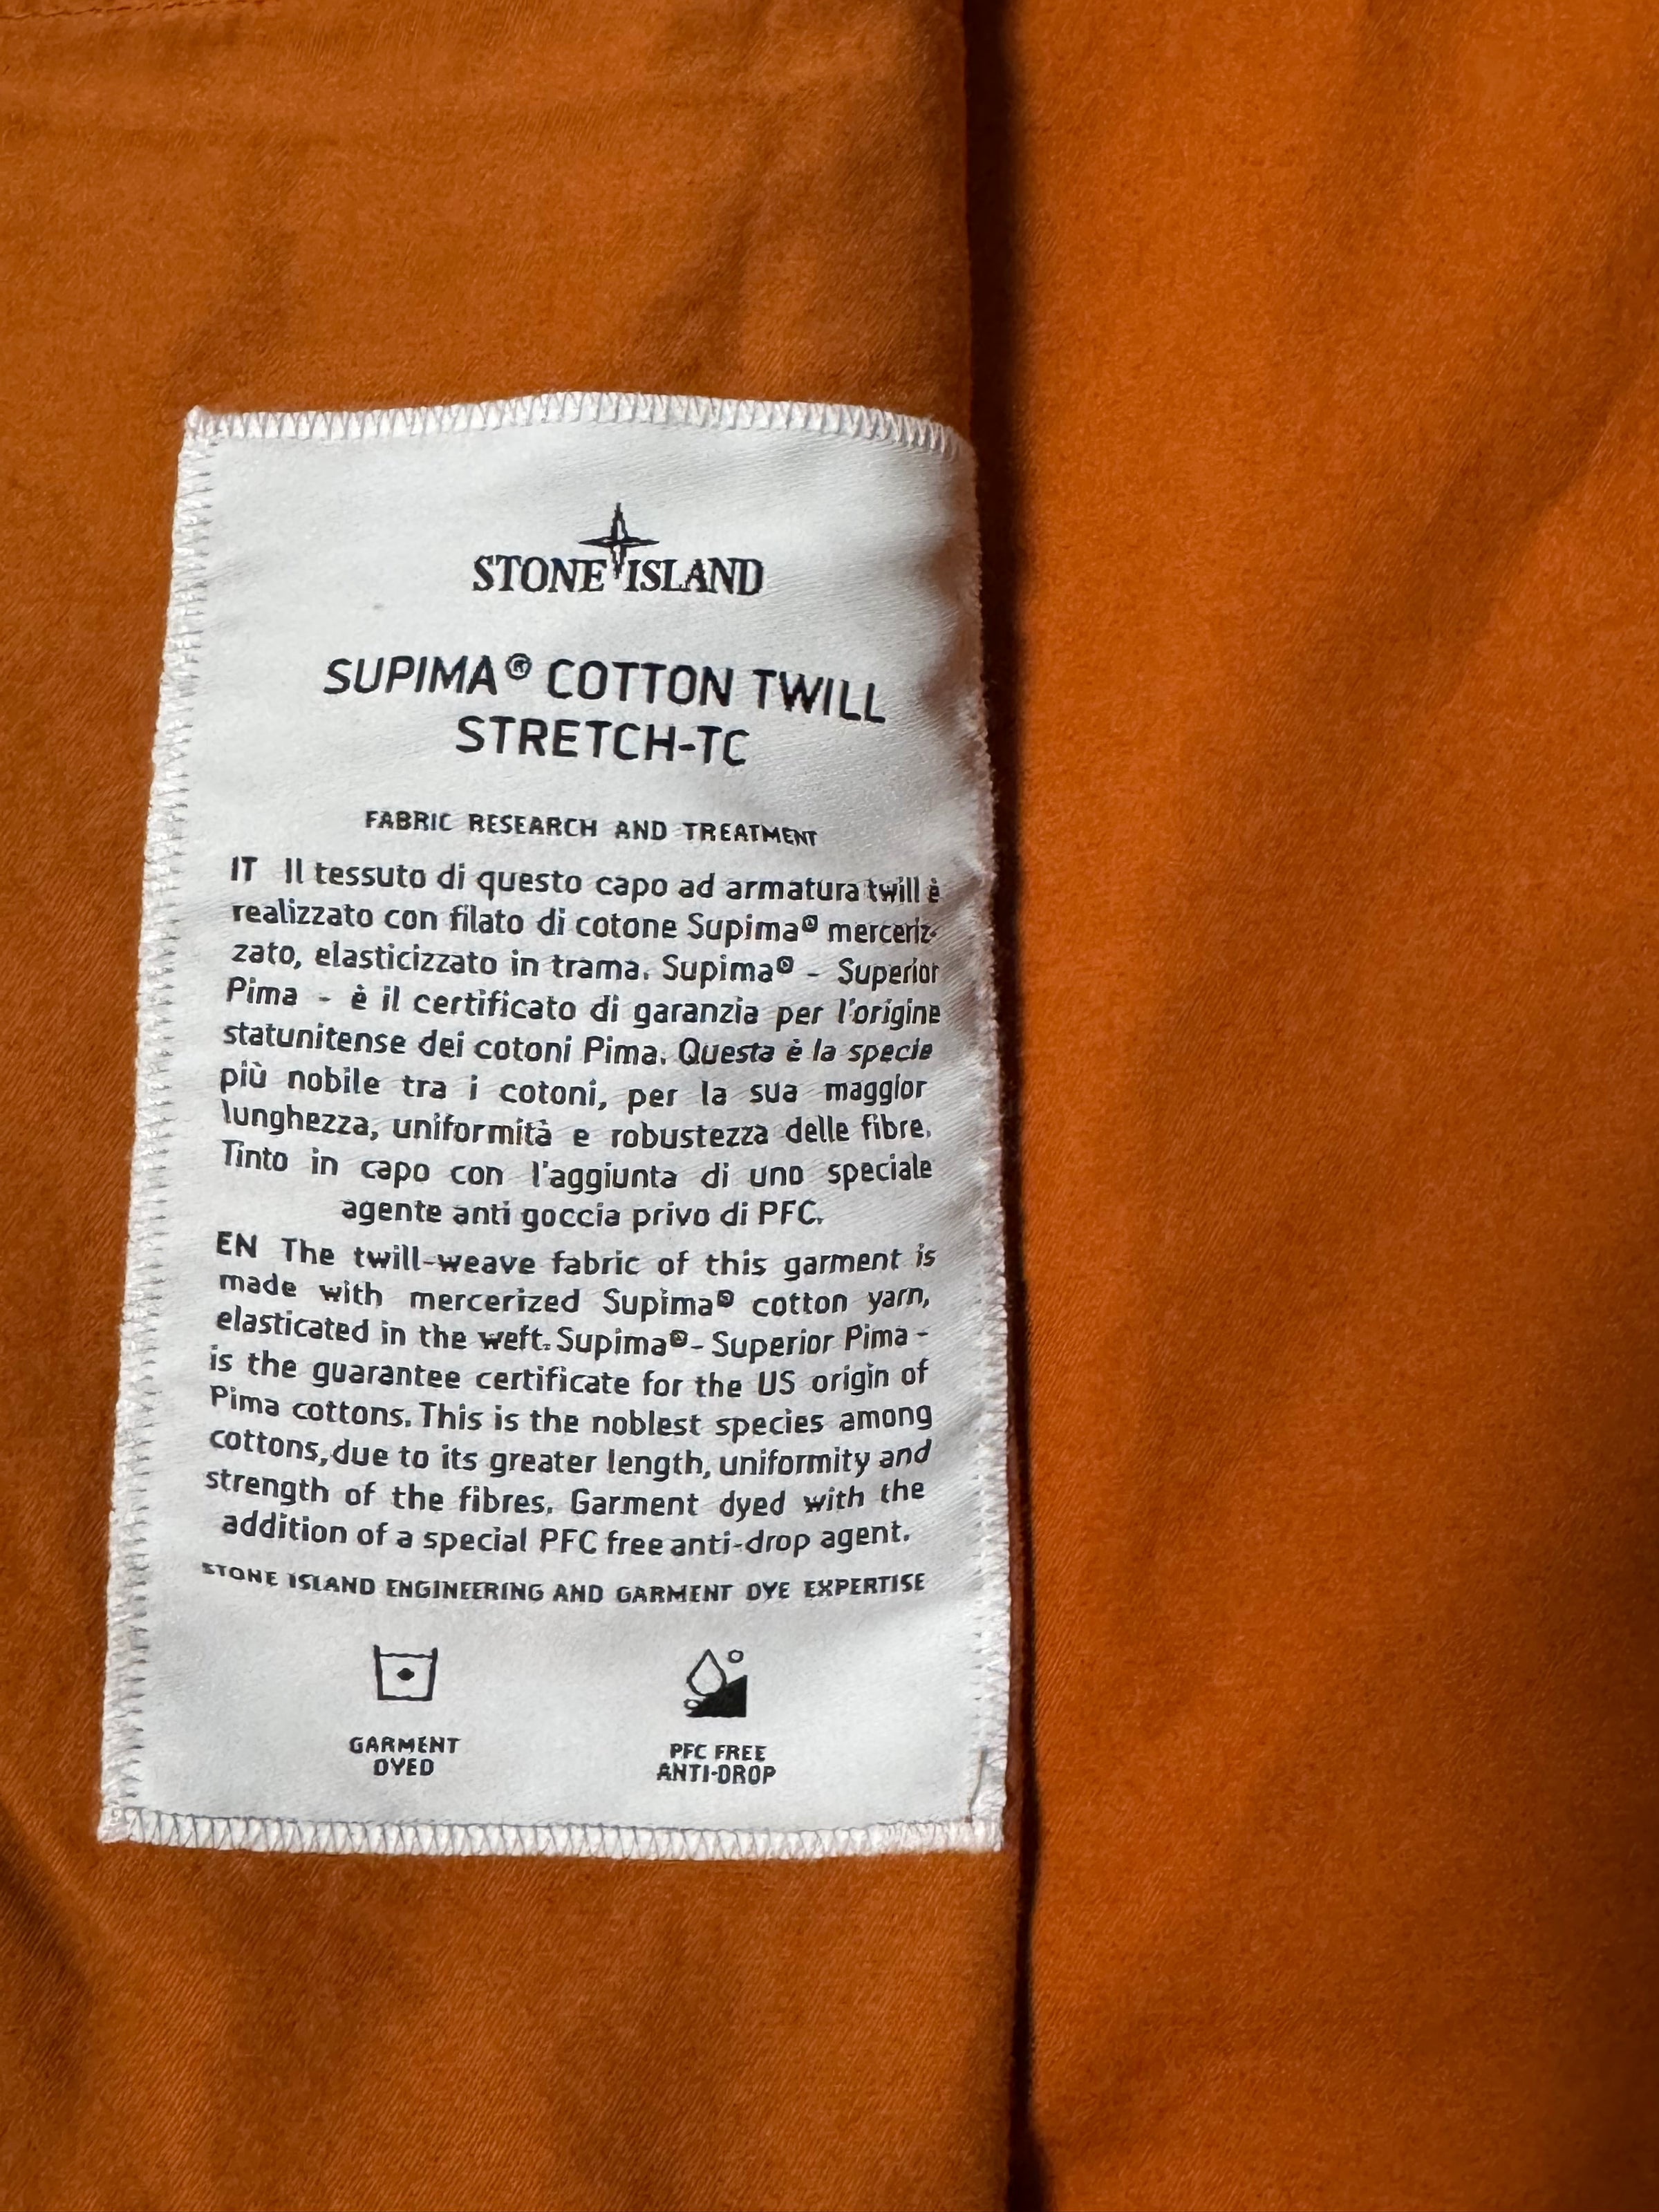 STONE ISLAND
SUPIMA® COTTON TWILL
STRETCH-TC
FABRIC RESEARCH AND TREATMENT
IT Il tessuto di questo capo ad armatura twill è
realizzato con filato di cotone Supima® merceriz-
zato, elasticizzato in trama. Supima® - Superior
Pima - è il certificato di garanzia per l'origine
statunitense dei cotoni Pima. Questa è la specie
più nobile tra i cotoni, per la sua maggior
lunghezza, uniformità e robustezza delle fibre.
Tinto in capo con l'aggiunta di uno speciale
agente anti goccia privo di PFC.
EN The twill-weave fabric of this garment is
made with mercerized Supima® cotton yarn,
elasticated in the weft. Supima® - Superior Pima -
is the guarantee certificate for the US origin of
Pima cottons. This is the noblest species among
cottons, due to its greater length, uniformity and
strength of the fibres. Garment dyed with the
addition of a special PFC free anti-drop agent.
STONE ISLAND ENGINEERING AND GARMENT DYE EXPERTISE
GARMENT
DYED
PFC FREE
ANTI-DROP